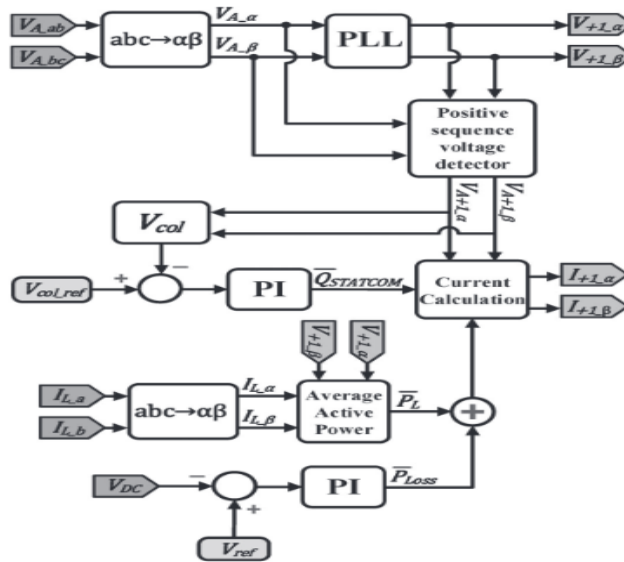 V_A_ab
V_A_bc
abc→αβ
V_A_α
V_A_β
PLL
V_+1_α
V_+1_β
Positive
sequence
voltage
detector
V_A+1_α
V_A+1_β
V_col
V_col_ref
+
−
PI
Q̅_STATCOM
Current
Calculation
I_+1_α
I_+1_β
V_+1_β
V_+1_α
I_L_a
I_L_b
abc→αβ
I_L_α
I_L_β
Average
Active
Power
P̅_L
+
V_DC
−
+
PI
P̅_Loss
V_ref